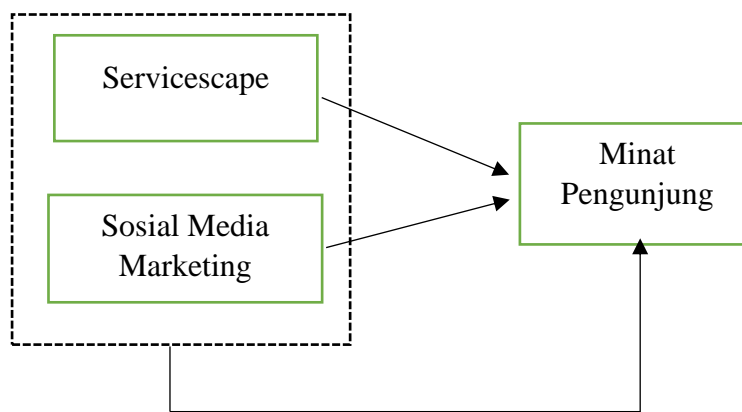 Servicescape
Sosial Media
Marketing
Minat
Pengunjung